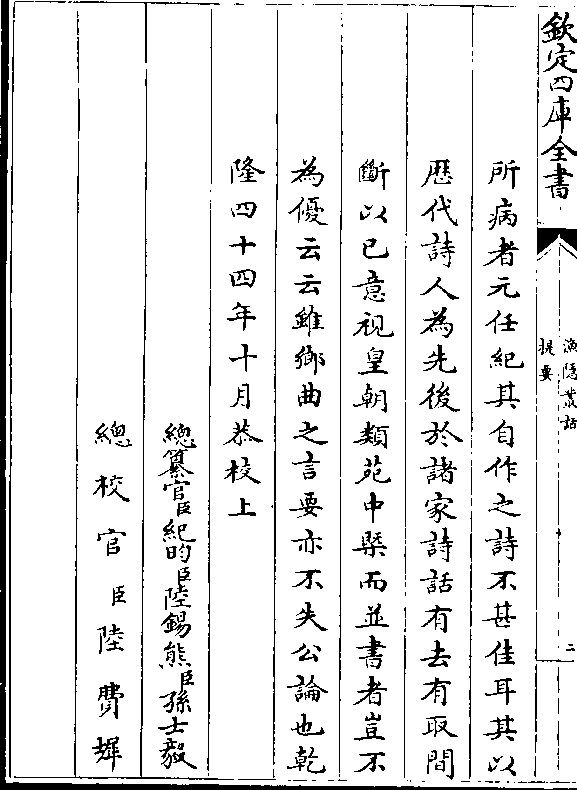 欽定四庫全書
漁隱叢話
提要
二
所病者元任紀其自作之詩不甚佳耳其以
歴代詩人為先後於諸家詩話有去有取間
斷以已意視皇朝類苑中槩而並書者豈不
為優云云雖鄉曲之言要亦不失公論也乾
隆四十四年十月恭校上
總纂官臣紀昀臣陸錫熊臣孫士毅
總校官臣陸費墀